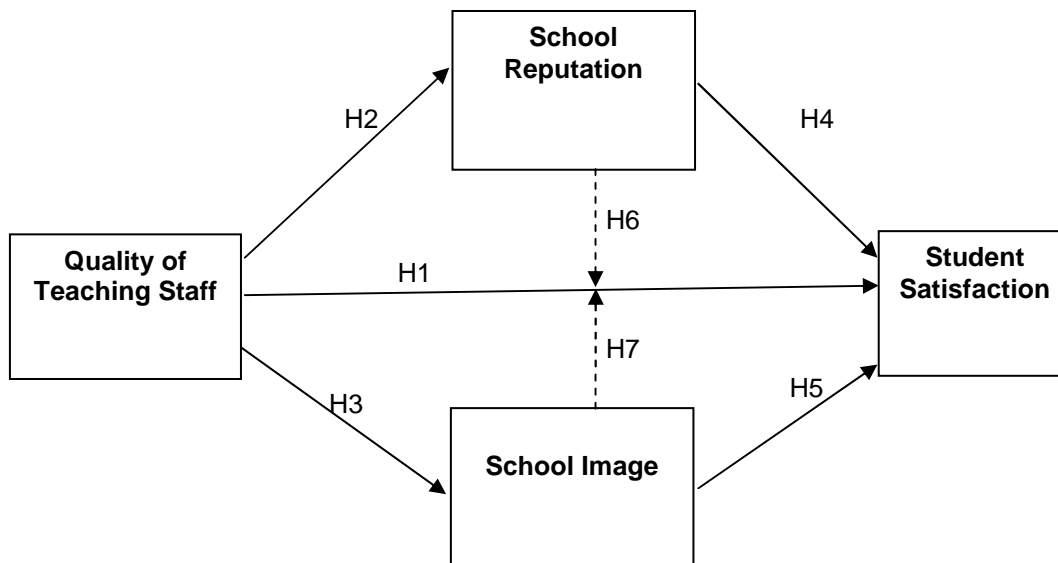 School
Reputation
H2
H4
H6
Quality of
Teaching Staff
H1
Student
Satisfaction
H7
H3
H5
School Image